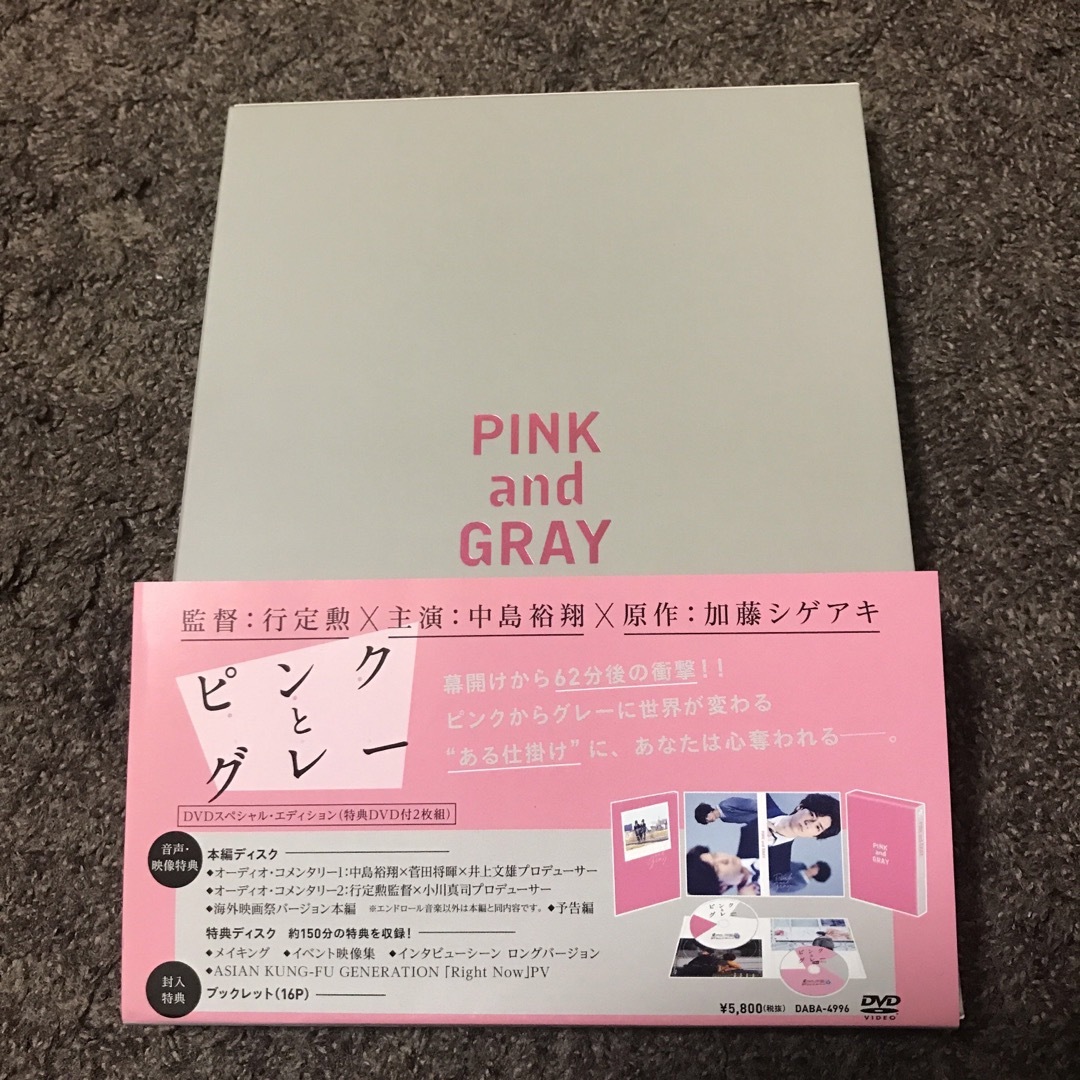 PINK
and
GRAY
監督：行定勲×主演：中島裕翔×原作：加藤シゲアキ
ピンク
と
グレー
幕開けから62分後の衝撃！！
ピンクからグレーに世界が変わる
“ある仕掛け”に、あなたは心奪われる――。
DVDスペシャル・エディション（特典DVD付2枚組）
音声・
映像特典
本編ディスク
◆オーディオ・コメンタリー1：中島裕翔×菅田将暉×井上文雄プロデューサー
◆オーディオ・コメンタリー2：行定勲監督×小川真司プロデューサー
◆海外映画祭バージョン本編 ※エンドロール音楽以外は本編と同内容です。 ◆予告編
特典ディスク 約150分の特典を収録！
◆メイキング ◆イベント映像集 ◆インタビューシーン ロングバージョン
◆ASIAN KUNG-FU GENERATION「Right Now」PV
封入
特典
ブックレット（16P）
PINK
and
GRAY
ピンク
と
グレー
¥5,800（税抜） DABA-4996 DVD
VIDEO